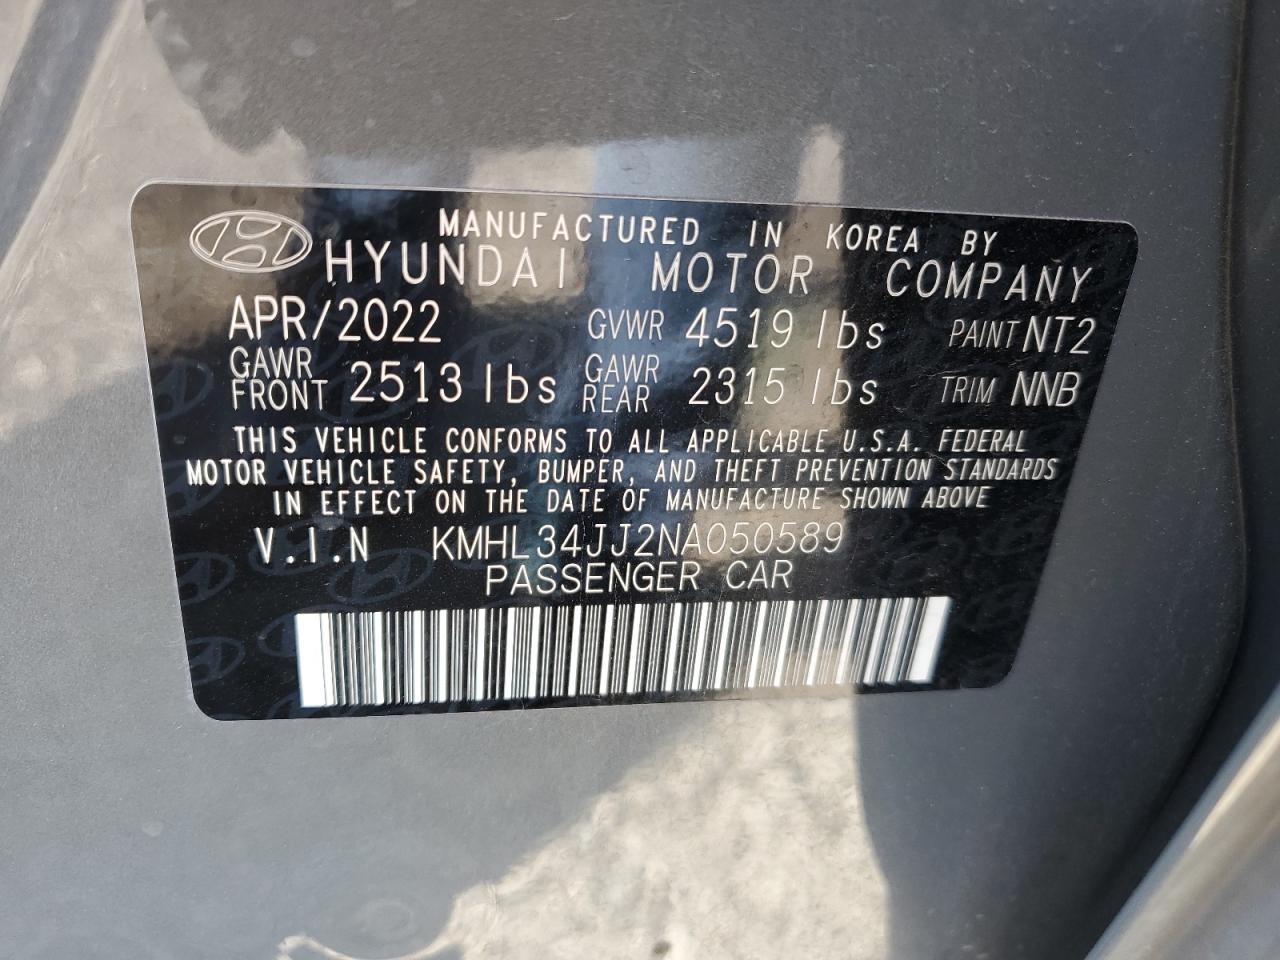 MANUFACTURED IN KOREA BY
HYUNDAI MOTOR COMPANY
APR/2022 GVWR 4519 lbs PAINT NT2
GAWR FRONT 2513 lbs GAWR REAR 2315 lbs TRIM NNB
THIS VEHICLE CONFORMS TO ALL APPLICABLE U.S.A. FEDERAL
MOTOR VEHICLE SAFETY, BUMPER, AND THEFT PREVENTION STANDARDS
IN EFFECT ON THE DATE OF MANUFACTURE SHOWN ABOVE
V.I.N KMHL34JJ2NA050589
PASSENGER CAR